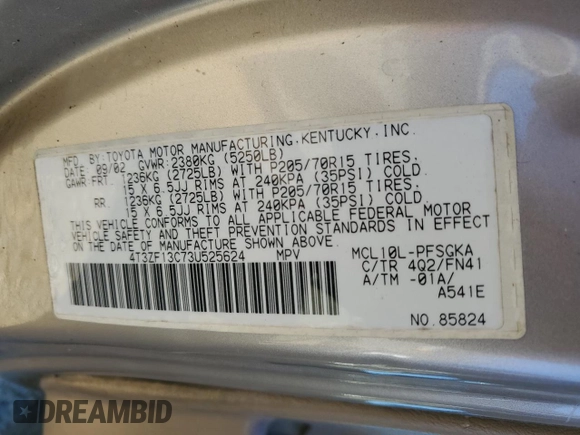 MFD. BY:TOYOTA MOTOR MANUFACTURING,KENTUCKY,INC.
DATE 09/02 GVWR:2380KG (5250LB)
GAWR:FRT. 1236KG (2725LB) WITH P205/70R15 TIRES.
15 X 6.5JJ RIMS AT 240KPA (35PSI) COLD
RR. 1236KG (2725LB) WITH P205/70R15 TIRES.
15 X 6.5JJ RIMS AT 240KPA (35PSI) COLD
THIS VEHICLE CONFORMS TO ALL APPLICABLE FEDERAL MOTOR
VEHICLE SAFETY AND THEFT PREVENTION STANDARDS IN EFFECT
ON THE DATE OF MANUFACTURE SHOWN ABOVE.
4T3ZF13C73U525624 MPV
MCL10L-PFSGKA
C/TR 4Q2/FN41
A/TM -01A/
A541E
NO.85824
DREAMBID